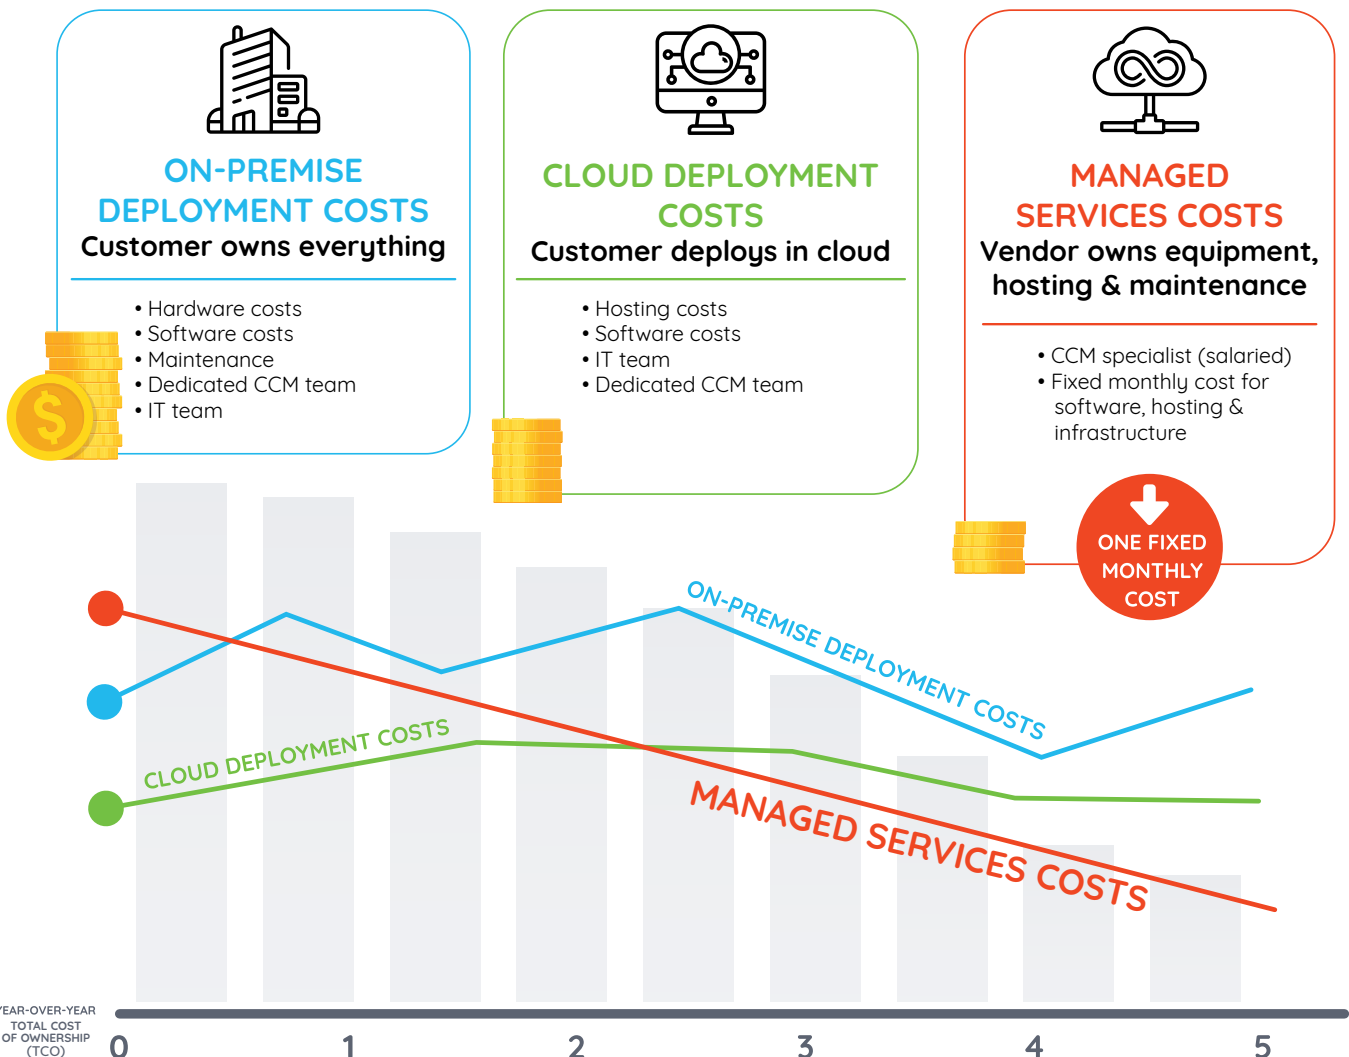 ON-PREMISE
DEPLOYMENT COSTS
Customer owns everything
• Hardware costs
• Software costs
• Maintenance
• Dedicated CCM team
• IT team
$
CLOUD DEPLOYMENT
COSTS
Customer deploys in cloud
• Hosting costs
• Software costs
• IT team
• Dedicated CCM team
MANAGED
SERVICES COSTS
Vendor owns equipment,
hosting & maintenance
• CCM specialist (salaried)
• Fixed monthly cost for
software, hosting &
infrastructure
ONE FIXED
MONTHLY
COST
ON-PREMISE DEPLOYMENT COSTS
CLOUD DEPLOYMENT COSTS
MANAGED SERVICES COSTS
YEAR-OVER-YEAR
TOTAL COST
OF OWNERSHIP
(TCO)
0 1 2 3 4 5